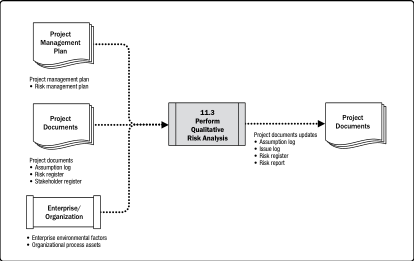 Project
Management
Plan
Project management plan
• Risk management plan
Project
Documents
Project documents
• Assumption log
• Risk register
• Stakeholder register
Enterprise/
Organization
• Enterprise environmental factors
• Organizational process assets
11.3
Perform
Qualitative
Risk Analysis
Project documents updates
• Assumption log
• Issue log
• Risk register
• Risk report
Project
Documents